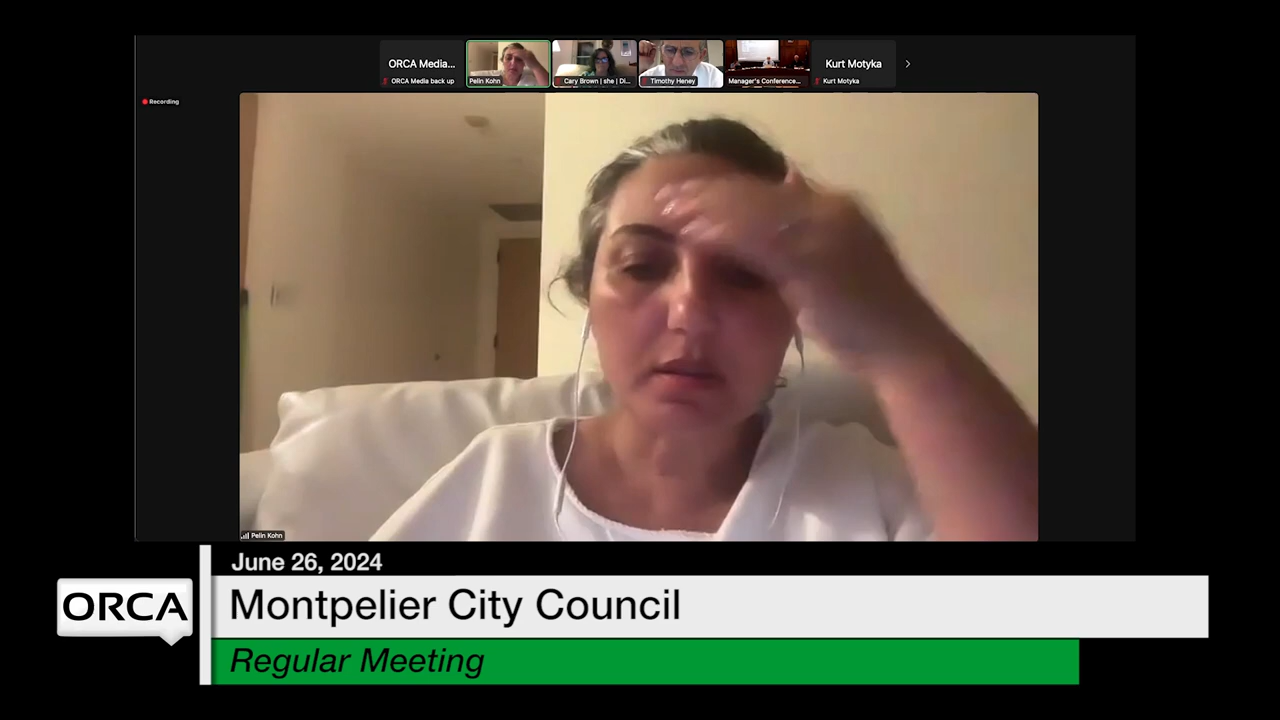 ORCA Media...
Kurt Motyka
ORCA Media back up
Pelin Kohn
Cary Brown | she | Di...
Timothy Heney
Manager's Conference...
Kurt Motyka
Recording
Pelin Kohn
June 26, 2024
ORCA
Montpelier City Council
Regular Meeting